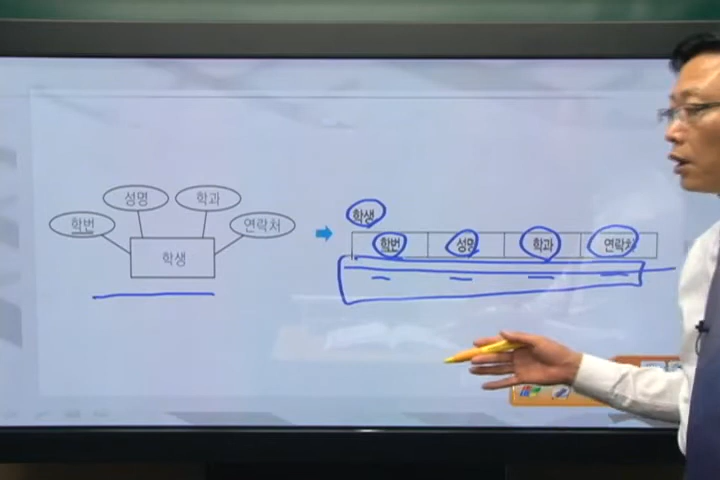 성명 학과
학번 연락처
학생
학생
학번 성명 학과 연락처